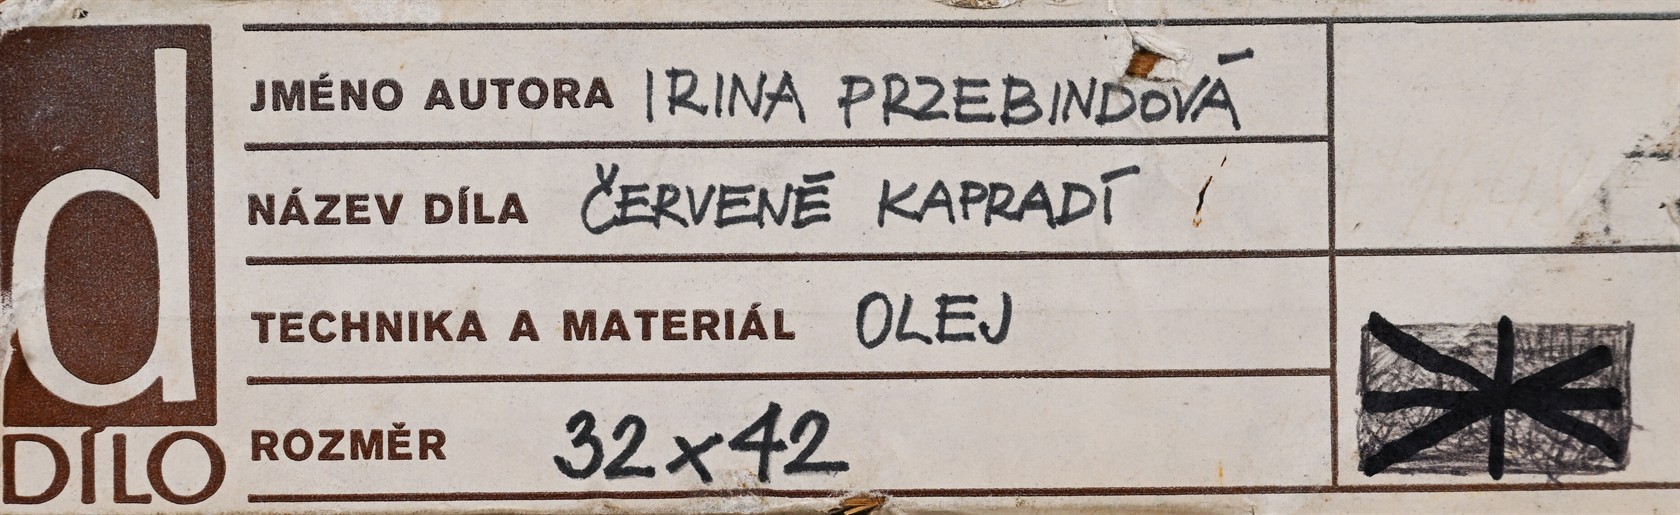 d
DÍLO
JMÉNO AUTORA IRINA PRZEBINDOVÁ
NÁZEV DÍLA ČERVENÉ KAPRADÍ
TECHNIKA A MATERIÁL OLEJ
ROZMĚR 32x42